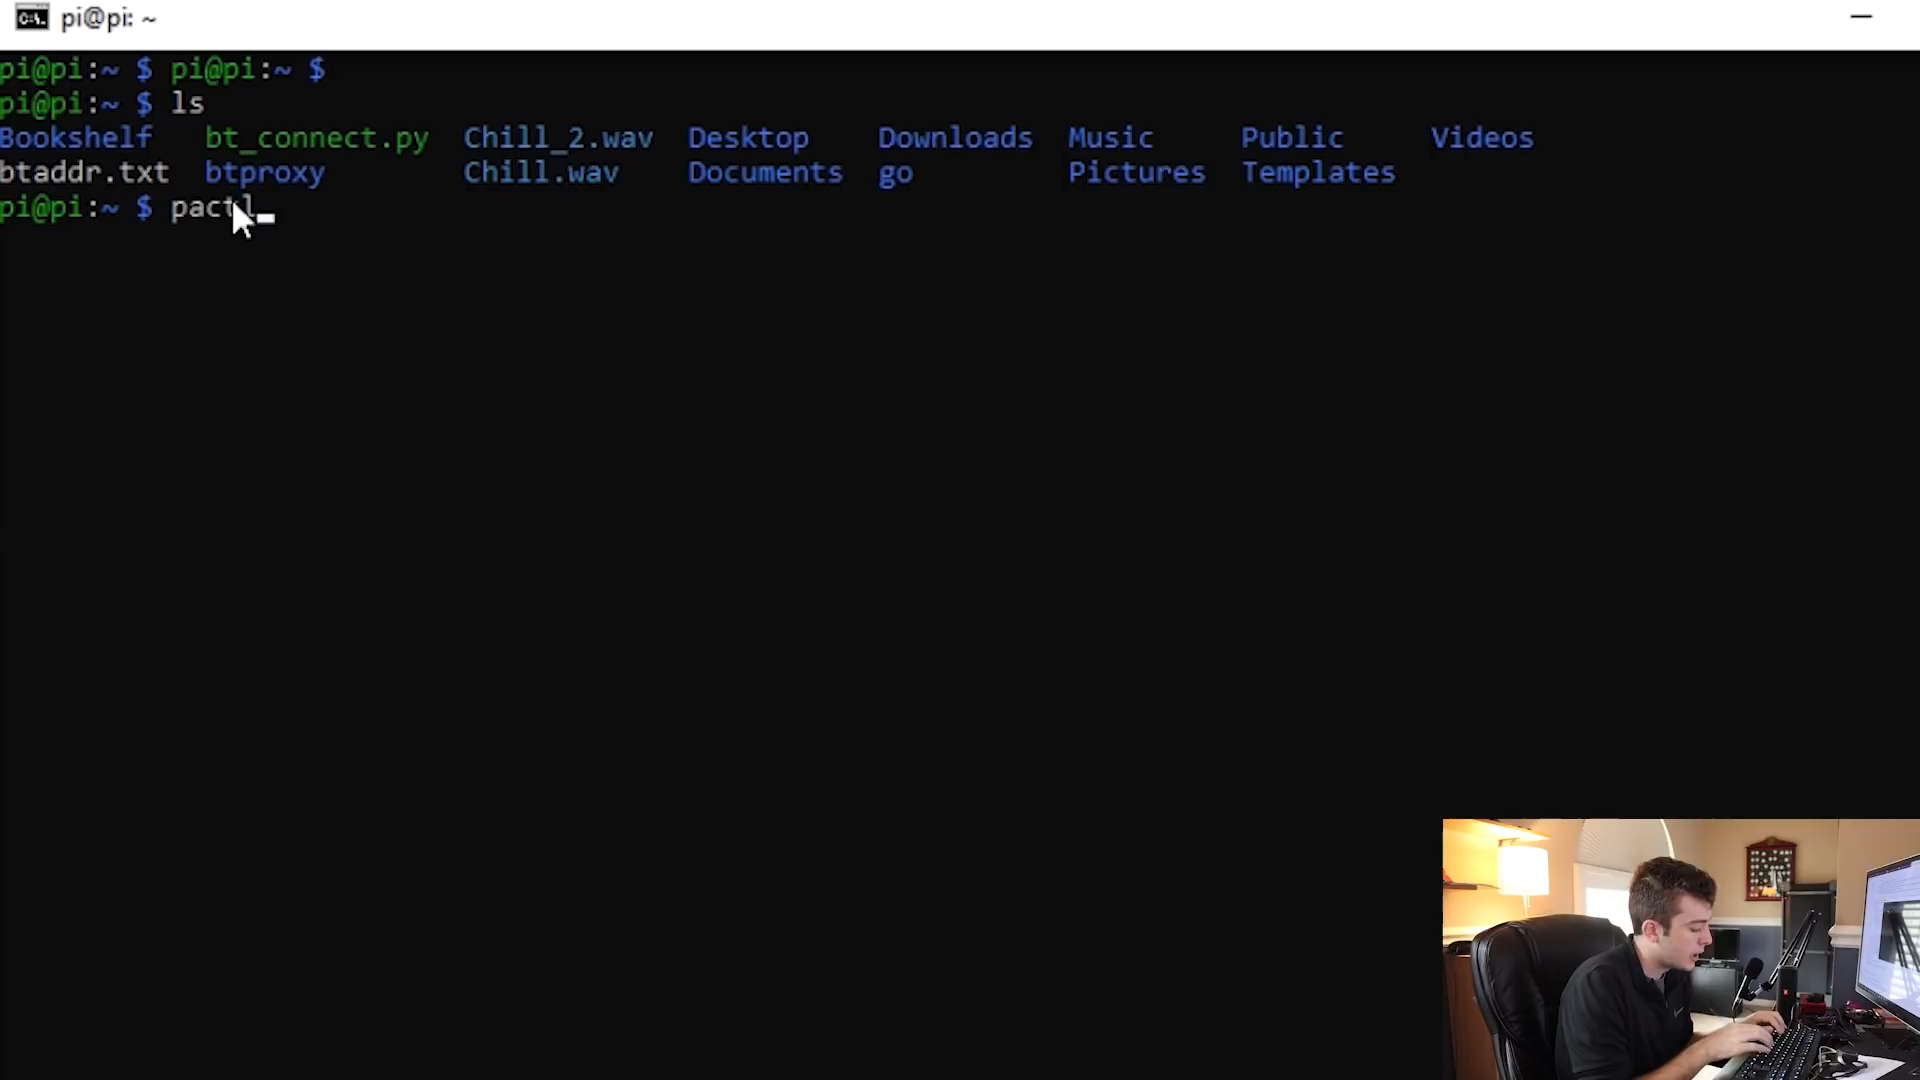 pi@pi: ~
pi@pi:~ $ pi@pi:~ $
pi@pi:~ $ ls
Bookshelf bt_connect.py Chill_2.wav Desktop Downloads Music Public Videos
btaddr.txt btproxy Chill.wav Documents go Pictures Templates
pi@pi:~ $ pactl